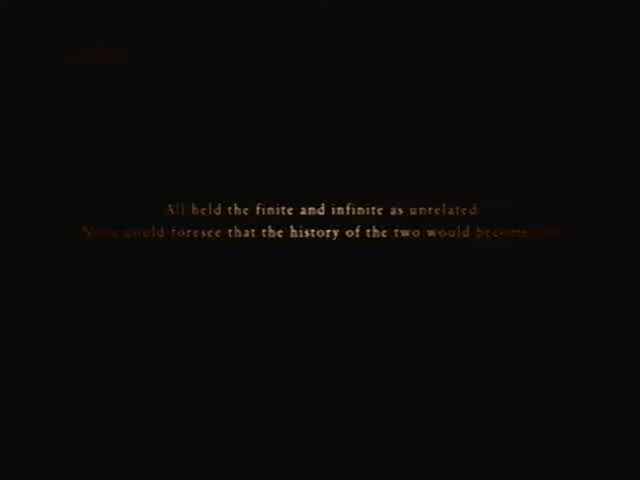 All held the finite and infinite as unrelated
None could foresee that the history of the two would become